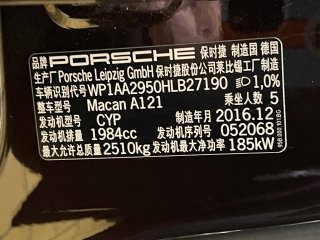 品牌 PORSCHE 保时捷 制造国 德国
生产厂 Porsche Leipzig GmbH 保时捷股份公司莱比锡工厂制造
车辆识别代号 WP1AA2950HLB27190 1,0%
整车型号 Macan A121 乘坐人数 5
发动机型号 CYP 制造年月 2016.12
发动机排量 1984cc 发动机序列号 052068
最大允许总质量 2510kg 发动机最大净功率 185kW